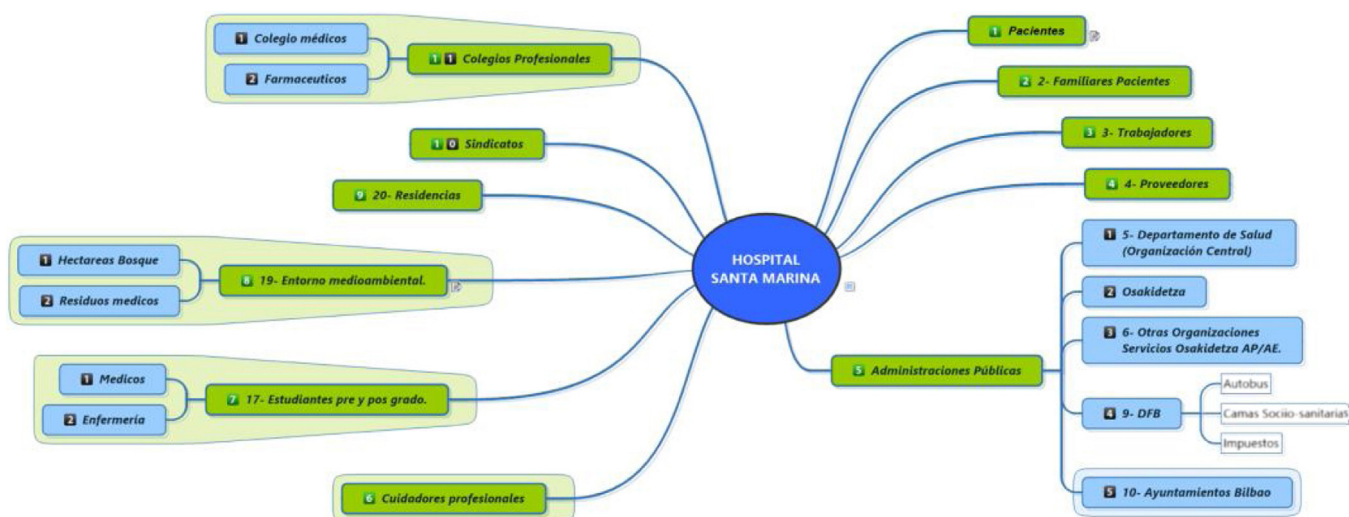 HOSPITAL
SANTA MARINA
1 Pacientes
2 2- Familiares Pacientes
3 3- Trabajadores
4 4- Proveedores
5 Administraciones Públicas
1 5- Departamento de Salud
(Organización Central)
2 Osakidetza
3 6- Otras Organizaciones
Servicios Osakidetza AP/AE.
4 9- DFB
Autobus
Camas Sociio-sanitarias
Impuestos
5 10- Ayuntamientos Bilbao
6 Cuidadores profesionales
7 17- Estudiantes pre y pos grado.
1 Medicos
2 Enfermería
8 19- Entorno medioambiental.
1 Hectareas Bosque
2 Residuos medicos
9 20- Residencias
1 0 Sindicatos
1 1 Colegios Profesionales
1 Colegio médicos
2 Farmaceuticos